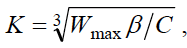 K = ∛(W_max β/C) ,